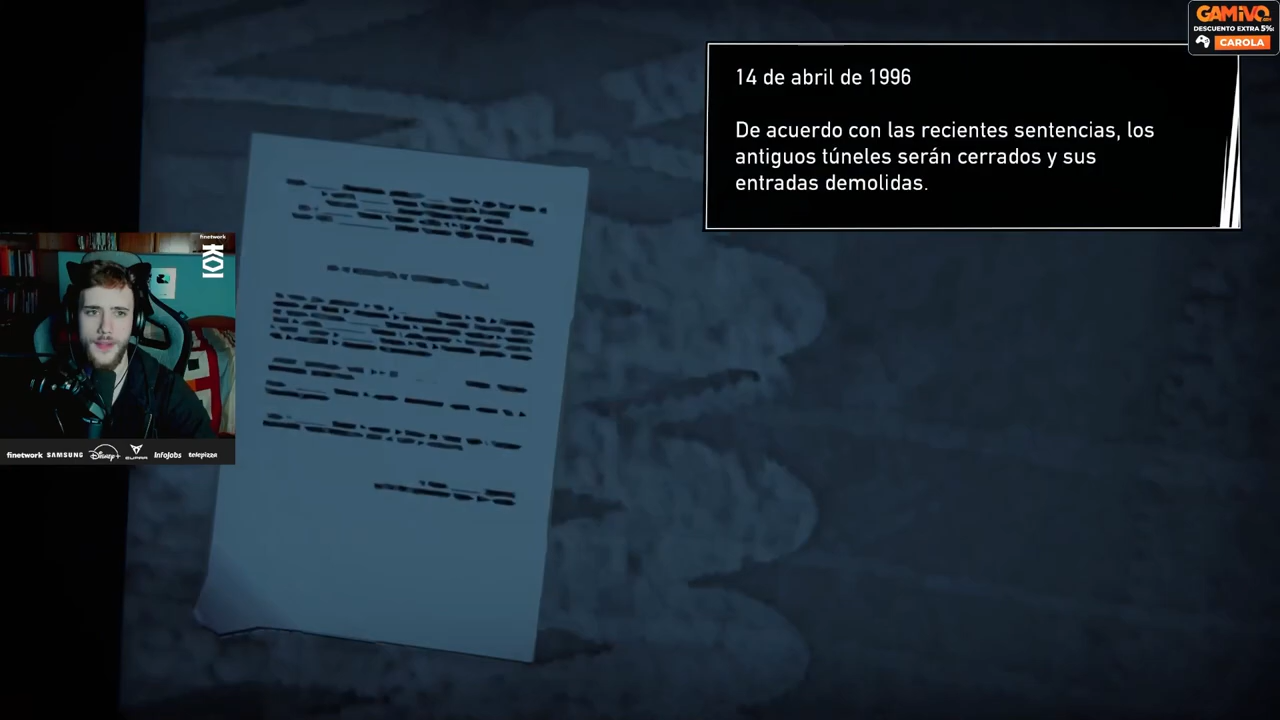 GAMIVO.COM
DESCUENTO EXTRA 5%:
CAROLA
14 de abril de 1996
De acuerdo con las recientes sentencias, los
antiguos túneles serán cerrados y sus
entradas demolidas.
finetwork
KOI
finetwork SAMSUNG Disney+ CUPRA InfoJobs telepizza